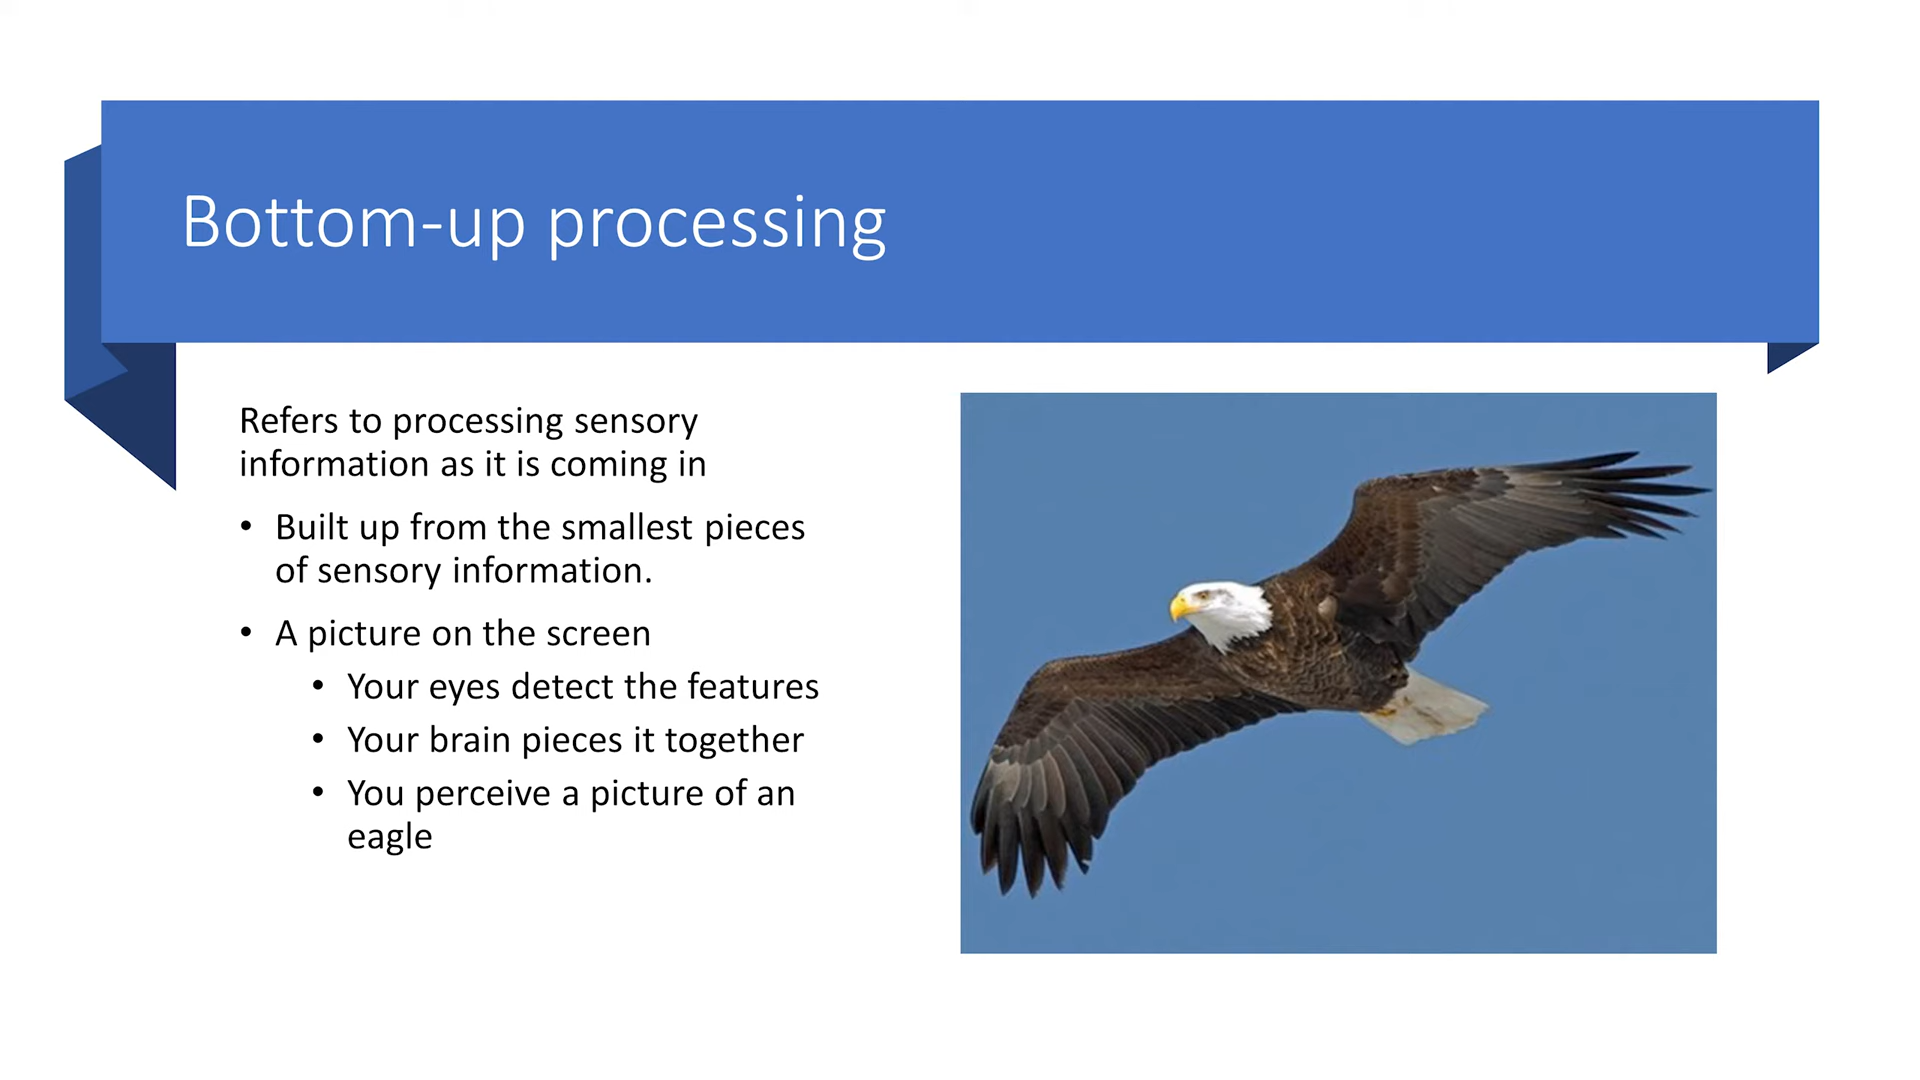 Bottom-up processing
Refers to processing sensory
information as it is coming in
• Built up from the smallest pieces
of sensory information.
• A picture on the screen
• Your eyes detect the features
• Your brain pieces it together
• You perceive a picture of an
eagle